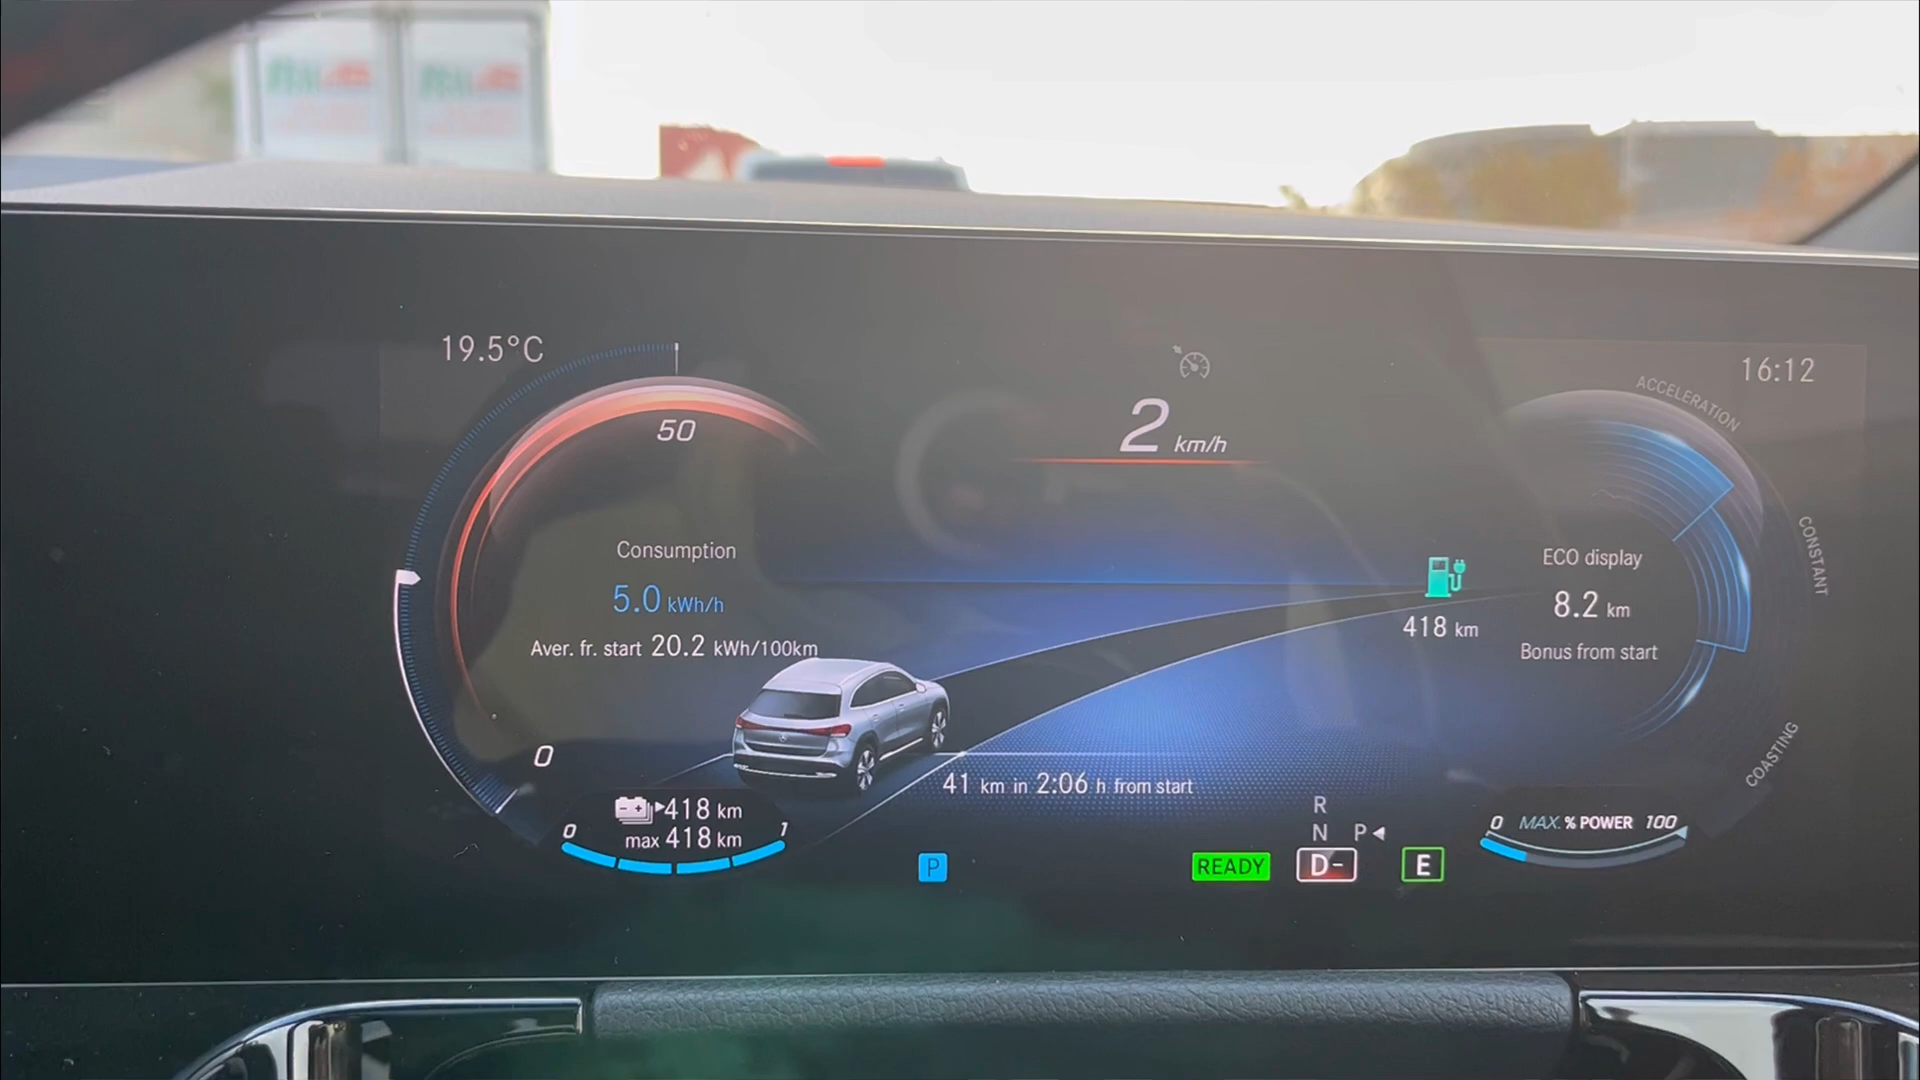 19.5°C
16:12
50
2 km/h
ACCELERATION
CONSTANT
COASTING
Consumption
5.0 kWh/h
Aver. fr. start 20.2 kWh/100km
418 km
ECO display
8.2 km
Bonus from start
0
41 km in 2:06 h from start
418 km
max 418 km
0 1
R
N P
D-
P
READY
E
0 MAX. % POWER 100